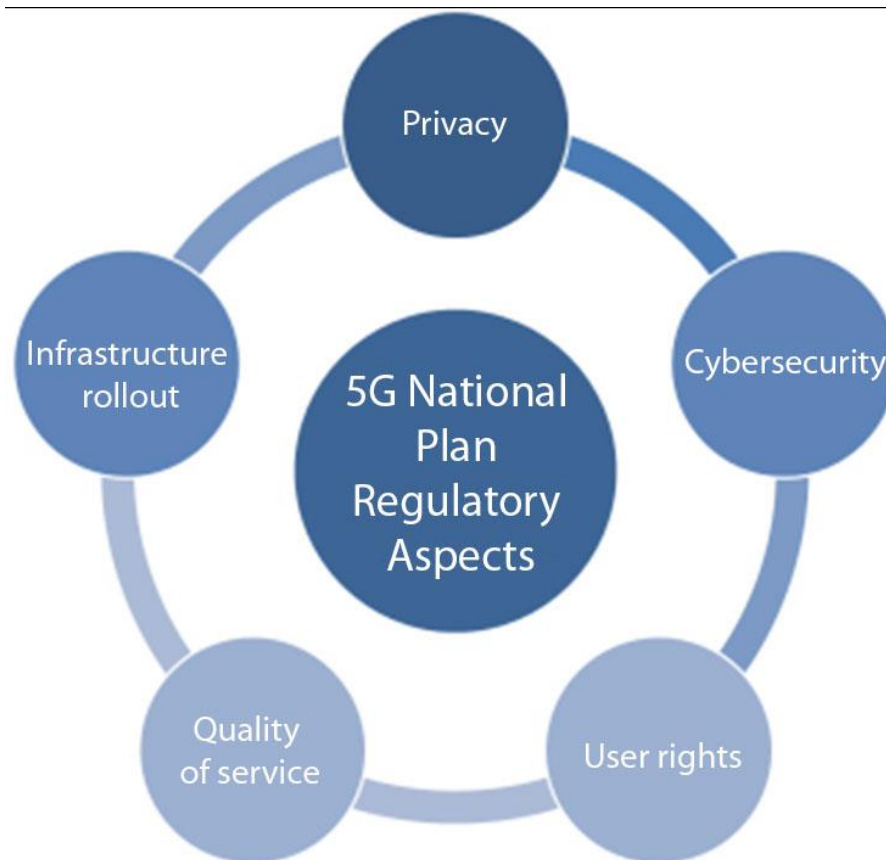 Privacy
Cybersecurity
User rights
Quality
of service
Infrastructure
rollout
5G National
Plan
Regulatory
Aspects